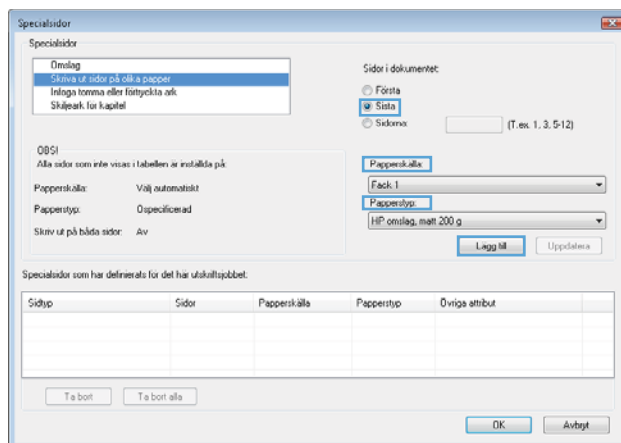 Specialsidor
Specialsidor
Omslag
Skriva ut sidor på olika papper
Infoga tomma eller förtryckta ark
Skiljeark för kapitel
Sidor i dokumentet:
Första
Sista
Sidorna:
(T.ex. 1, 3, 5-12)
OBS!
Alla sidor som inte visas i tabellen är inställda på:
Papperskälla: Välj automatiskt
Papperstyp: Ospecificerad
Skriv ut på båda sidor: Av
Papperskälla:
Fack 1
Papperstyp:
HP omslag, matt 200 g
Lägg till Uppdatera
Specialsidor som har definierats för det här utskriftsjobbet:
Sidtyp Sidor Papperskälla Papperstyp Övriga attribut
Ta bort Ta bort alla
OK Avbryt